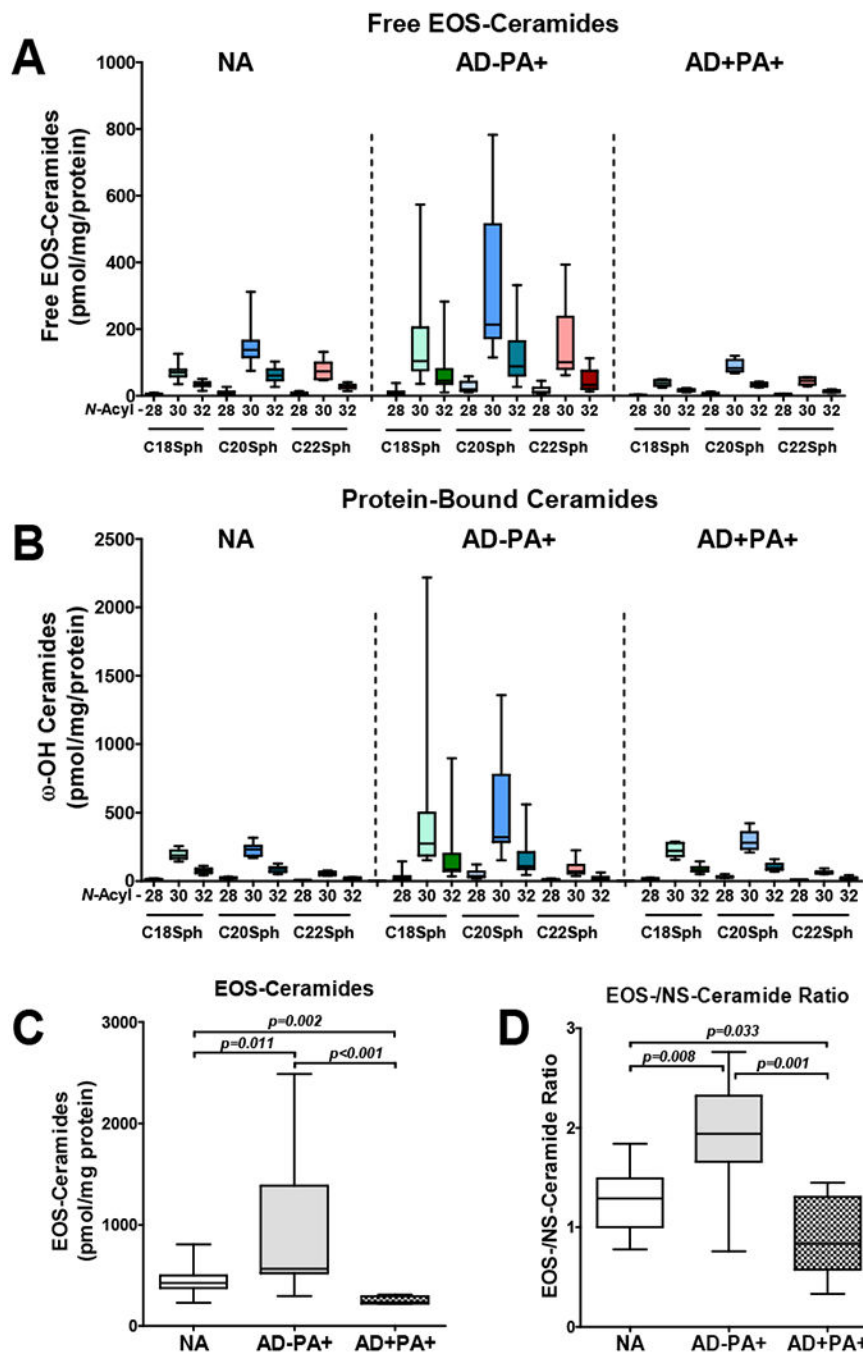 Free EOS-Ceramides
A
NA
AD-PA+
AD+PA+
Free EOS-Ceramides
(pmol/mg/protein)
1000
800
600
400
200
0
N-Acyl - 28 30 32 28 30 32 28 30 32 28 30 32 28 30 32 28 30 32 28 30 32 28 30 32 28 30 32
C18Sph C20Sph C22Sph C18Sph C20Sph C22Sph C18Sph C20Sph C22Sph
Protein-Bound Ceramides
B
NA
AD-PA+
AD+PA+
ω-OH Ceramides
(pmol/mg/protein)
2500
2000
1500
1000
500
0
N-Acyl - 28 30 32 28 30 32 28 30 32 28 30 32 28 30 32 28 30 32 28 30 32 28 30 32 28 30 32
C18Sph C20Sph C22Sph C18Sph C20Sph C22Sph C18Sph C20Sph C22Sph
C
EOS-Ceramides
EOS-Ceramides
(pmol/mg protein)
3000
2000
1000
0
p=0.002
p=0.011
p<0.001
NA AD-PA+ AD+PA+
D
EOS-/NS-Ceramide Ratio
EOS-/NS-Ceramide Ratio
3
2
1
0
p=0.033
p=0.008
p=0.001
NA AD-PA+ AD+PA+